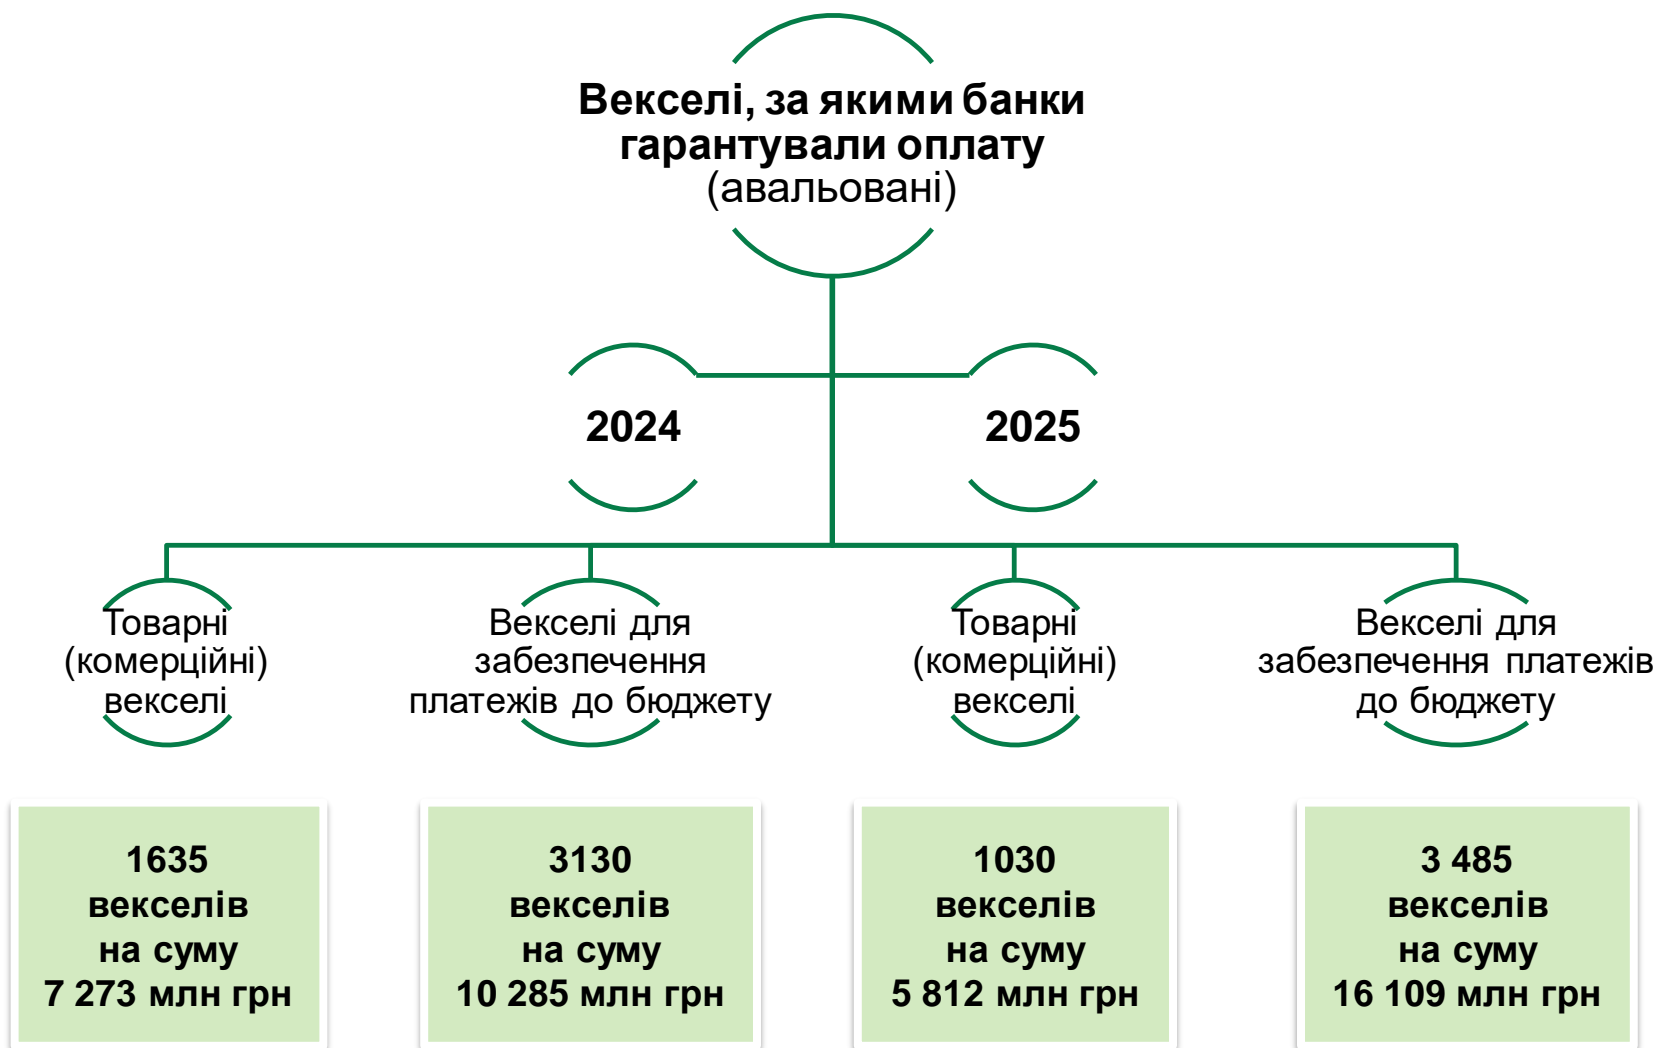 Векселі, за якими банки
гарантували оплату
(авальовані)
2024
2025
Товарні
(комерційні)
векселі
Векселі для
забезпечення
платежів до бюджету
Товарні
(комерційні)
векселі
Векселі для
забезпечення платежів
до бюджету
1635
векселів
на суму
7 273 млн грн
3130
векселів
на суму
10 285 млн грн
1030
векселів
на суму
5 812 млн грн
3 485
векселів
на суму
16 109 млн грн